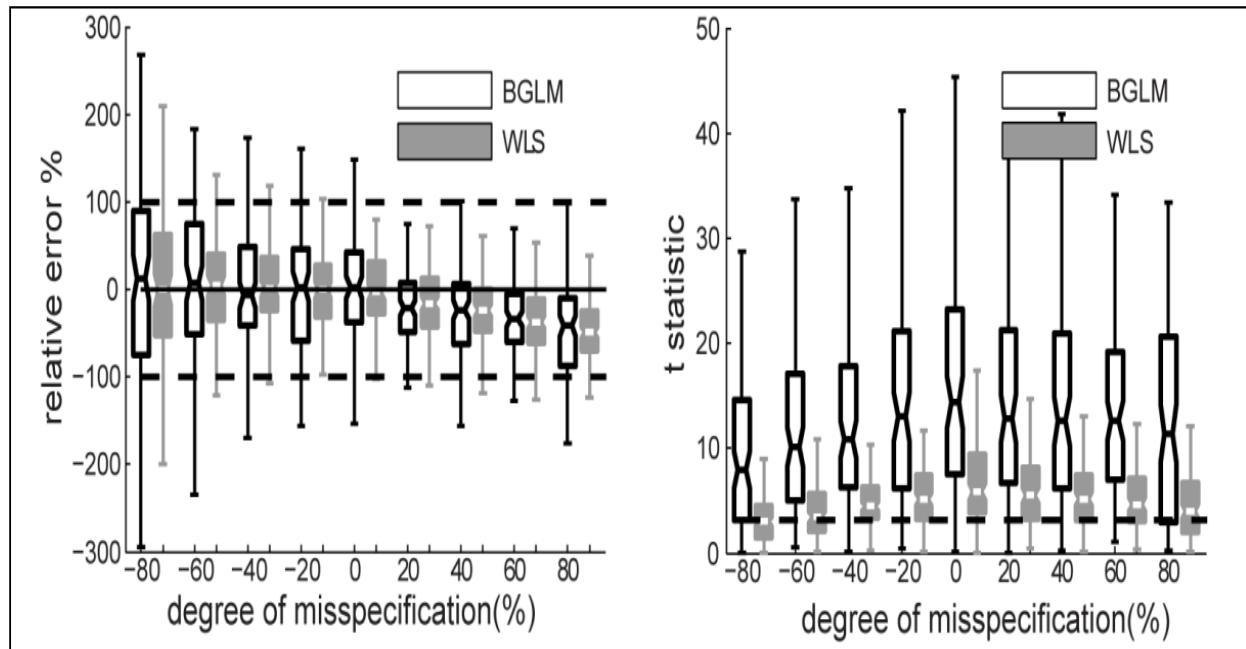 300
200
100
0
−100
−200
−300
relative error %
BGLM
WLS
−80 −60 −40 −20 0 20 40 60 80
degree of misspecification(%)
50
40
30
20
10
0
t statistic
BGLM
WLS
−80 −60 −40 −20 0 20 40 60 80
degree of misspecification(%)